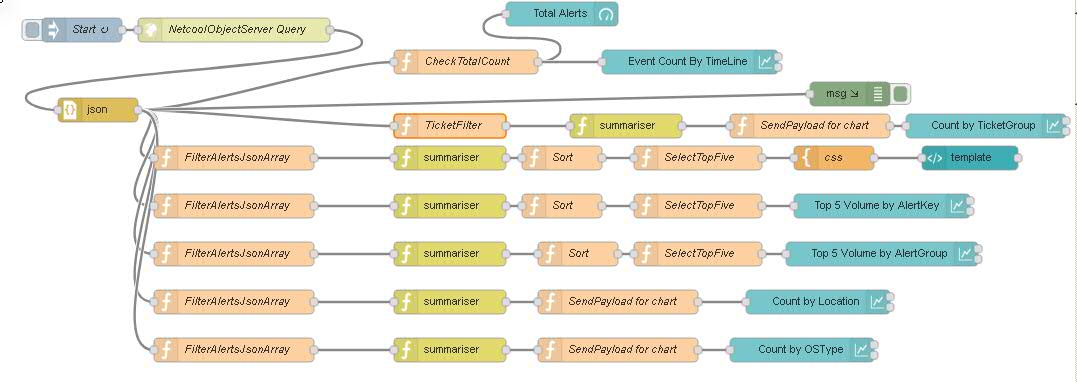 Total Alerts
Start ↻
NetcoolObjectServer Query
CheckTotalCount
Event Count By TimeLine
msg
json
TicketFilter
summariser
SendPayload for chart
Count by TicketGroup
FilterAlertsJsonArray
summariser
Sort
SelectTopFive
css
template
FilterAlertsJsonArray
summariser
Sort
SelectTopFive
Top 5 Volume by AlertKey
FilterAlertsJsonArray
summariser
Sort
SelectTopFive
Top 5 Volume by AlertGroup
FilterAlertsJsonArray
summariser
SendPayload for chart
Count by Location
FilterAlertsJsonArray
summariser
SendPayload for chart
Count by OSType